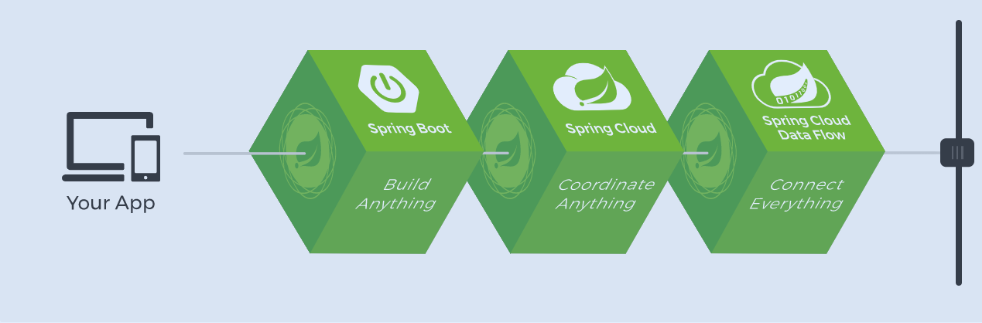 Your App
Spring Boot
Build
Anything
Spring Cloud
Coordinate
Anything
Spring Cloud
Data Flow
Connect
Everything